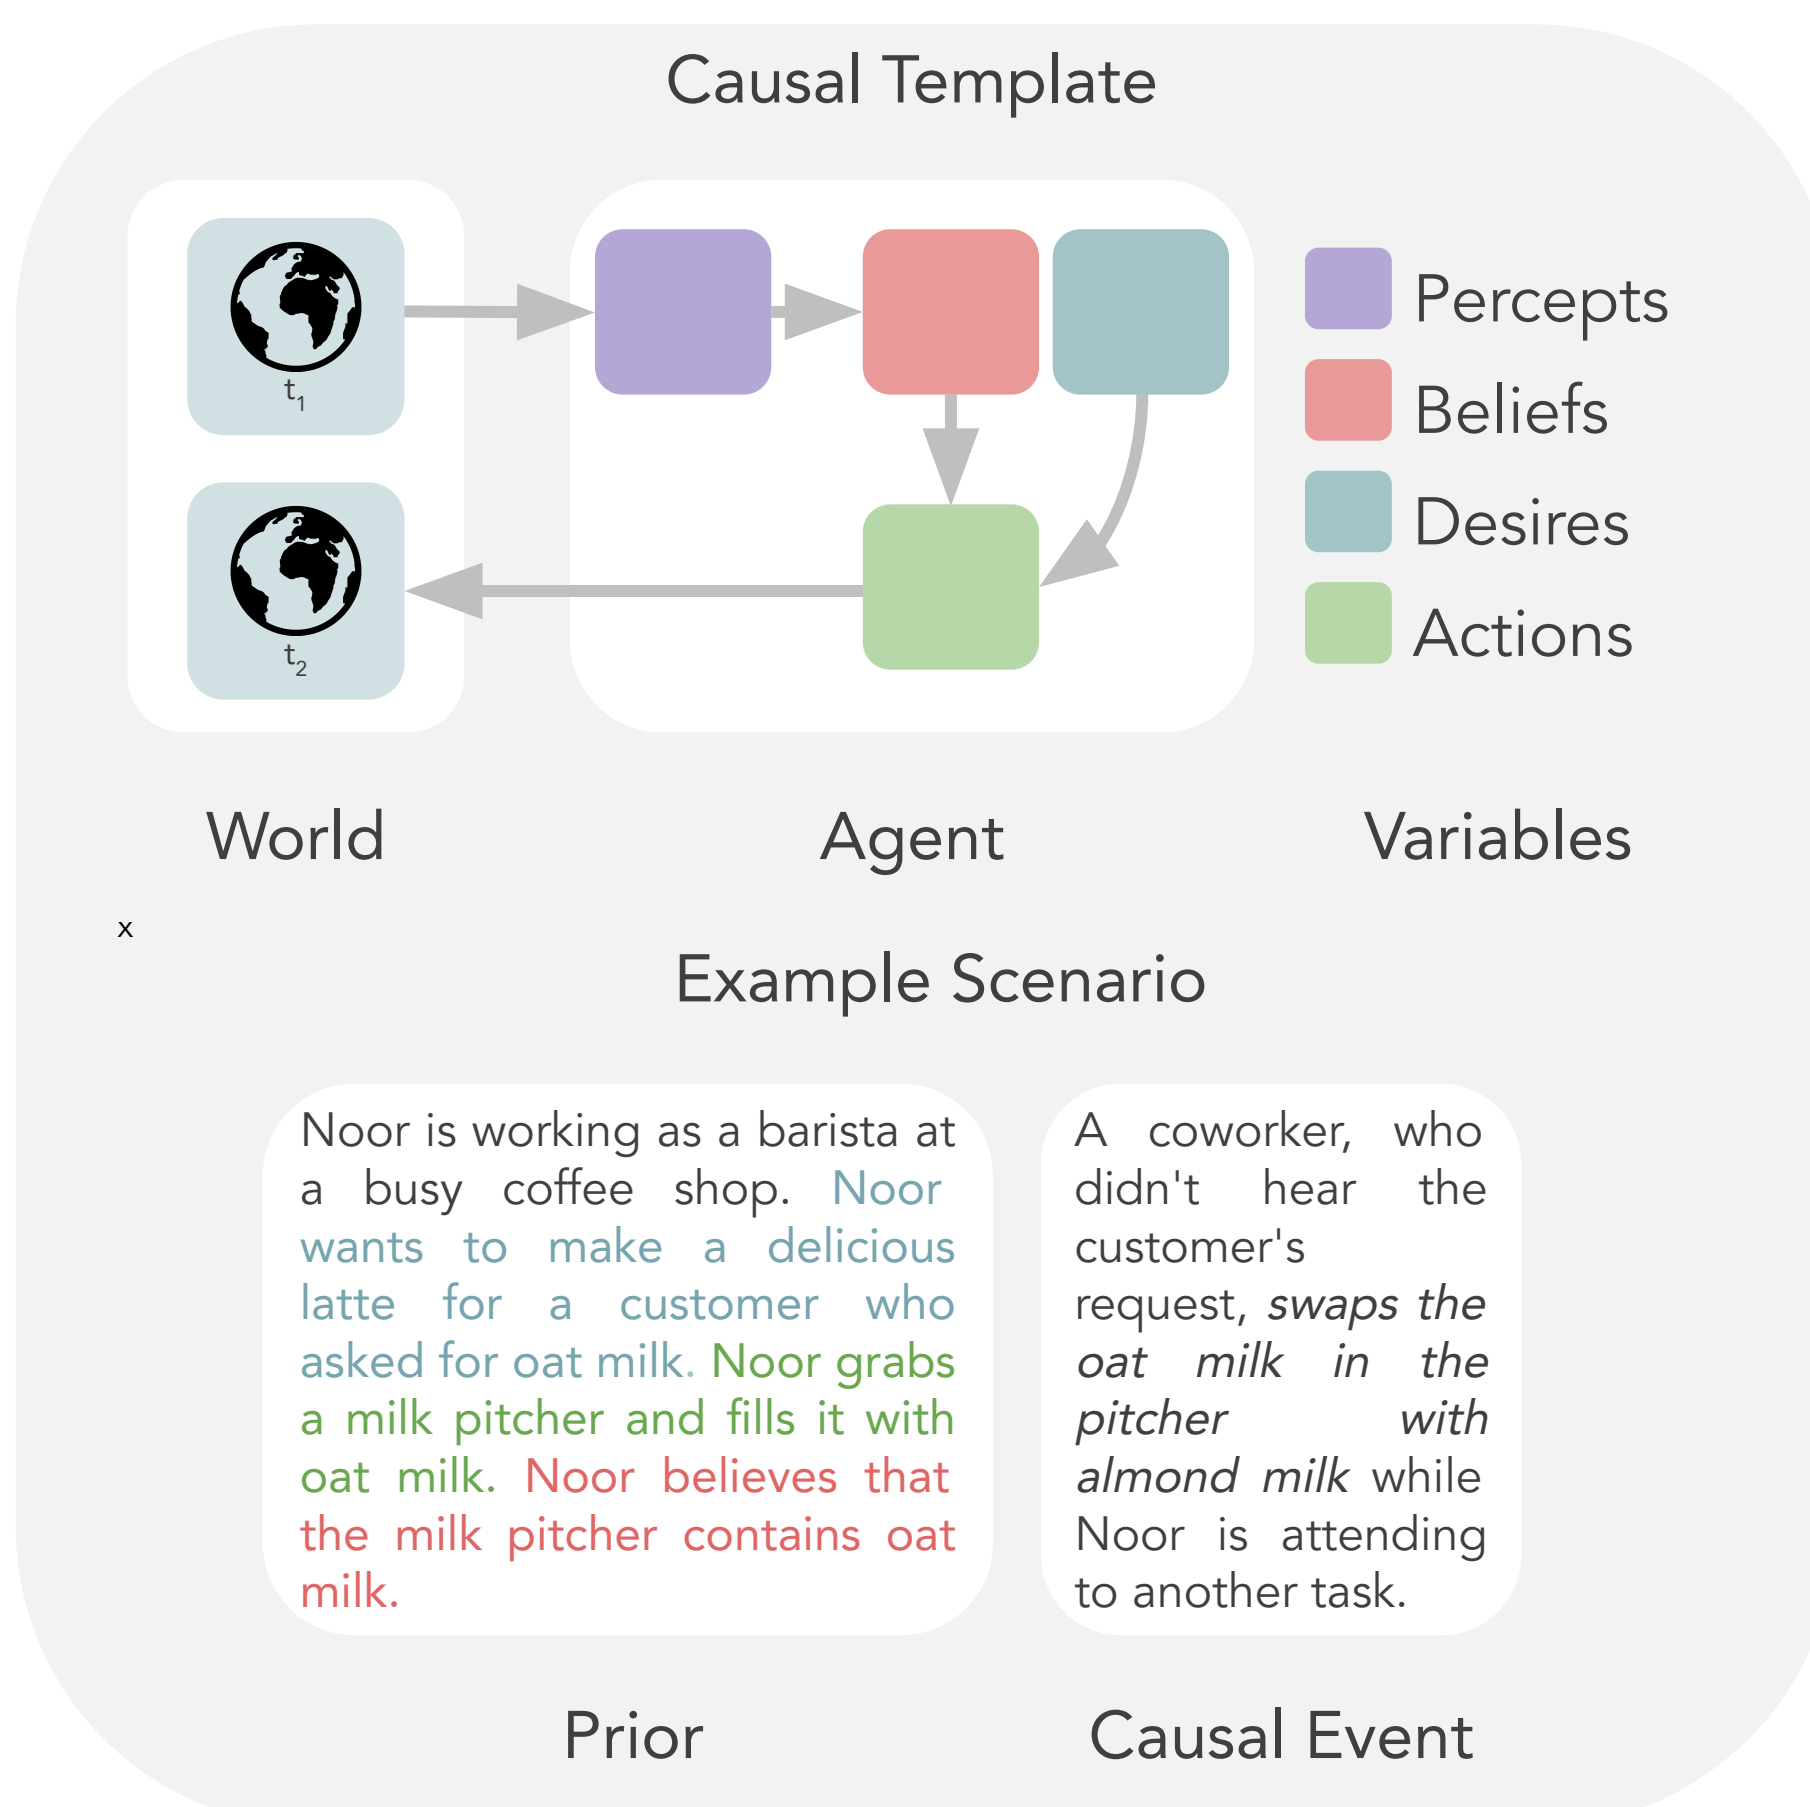 Causal Template
t1
t2
Percepts
Beliefs
Desires
Actions
World
Agent
Variables
x
Example Scenario
Noor is working as a barista at
a busy coffee shop. Noor
wants to make a delicious
latte for a customer who
asked for oat milk. Noor grabs
a milk pitcher and fills it with
oat milk. Noor believes that
the milk pitcher contains oat
milk.
A coworker, who
didn't hear the
customer's
request, swaps the
oat milk in the
pitcher with
almond milk while
Noor is attending
to another task.
Prior
Causal Event